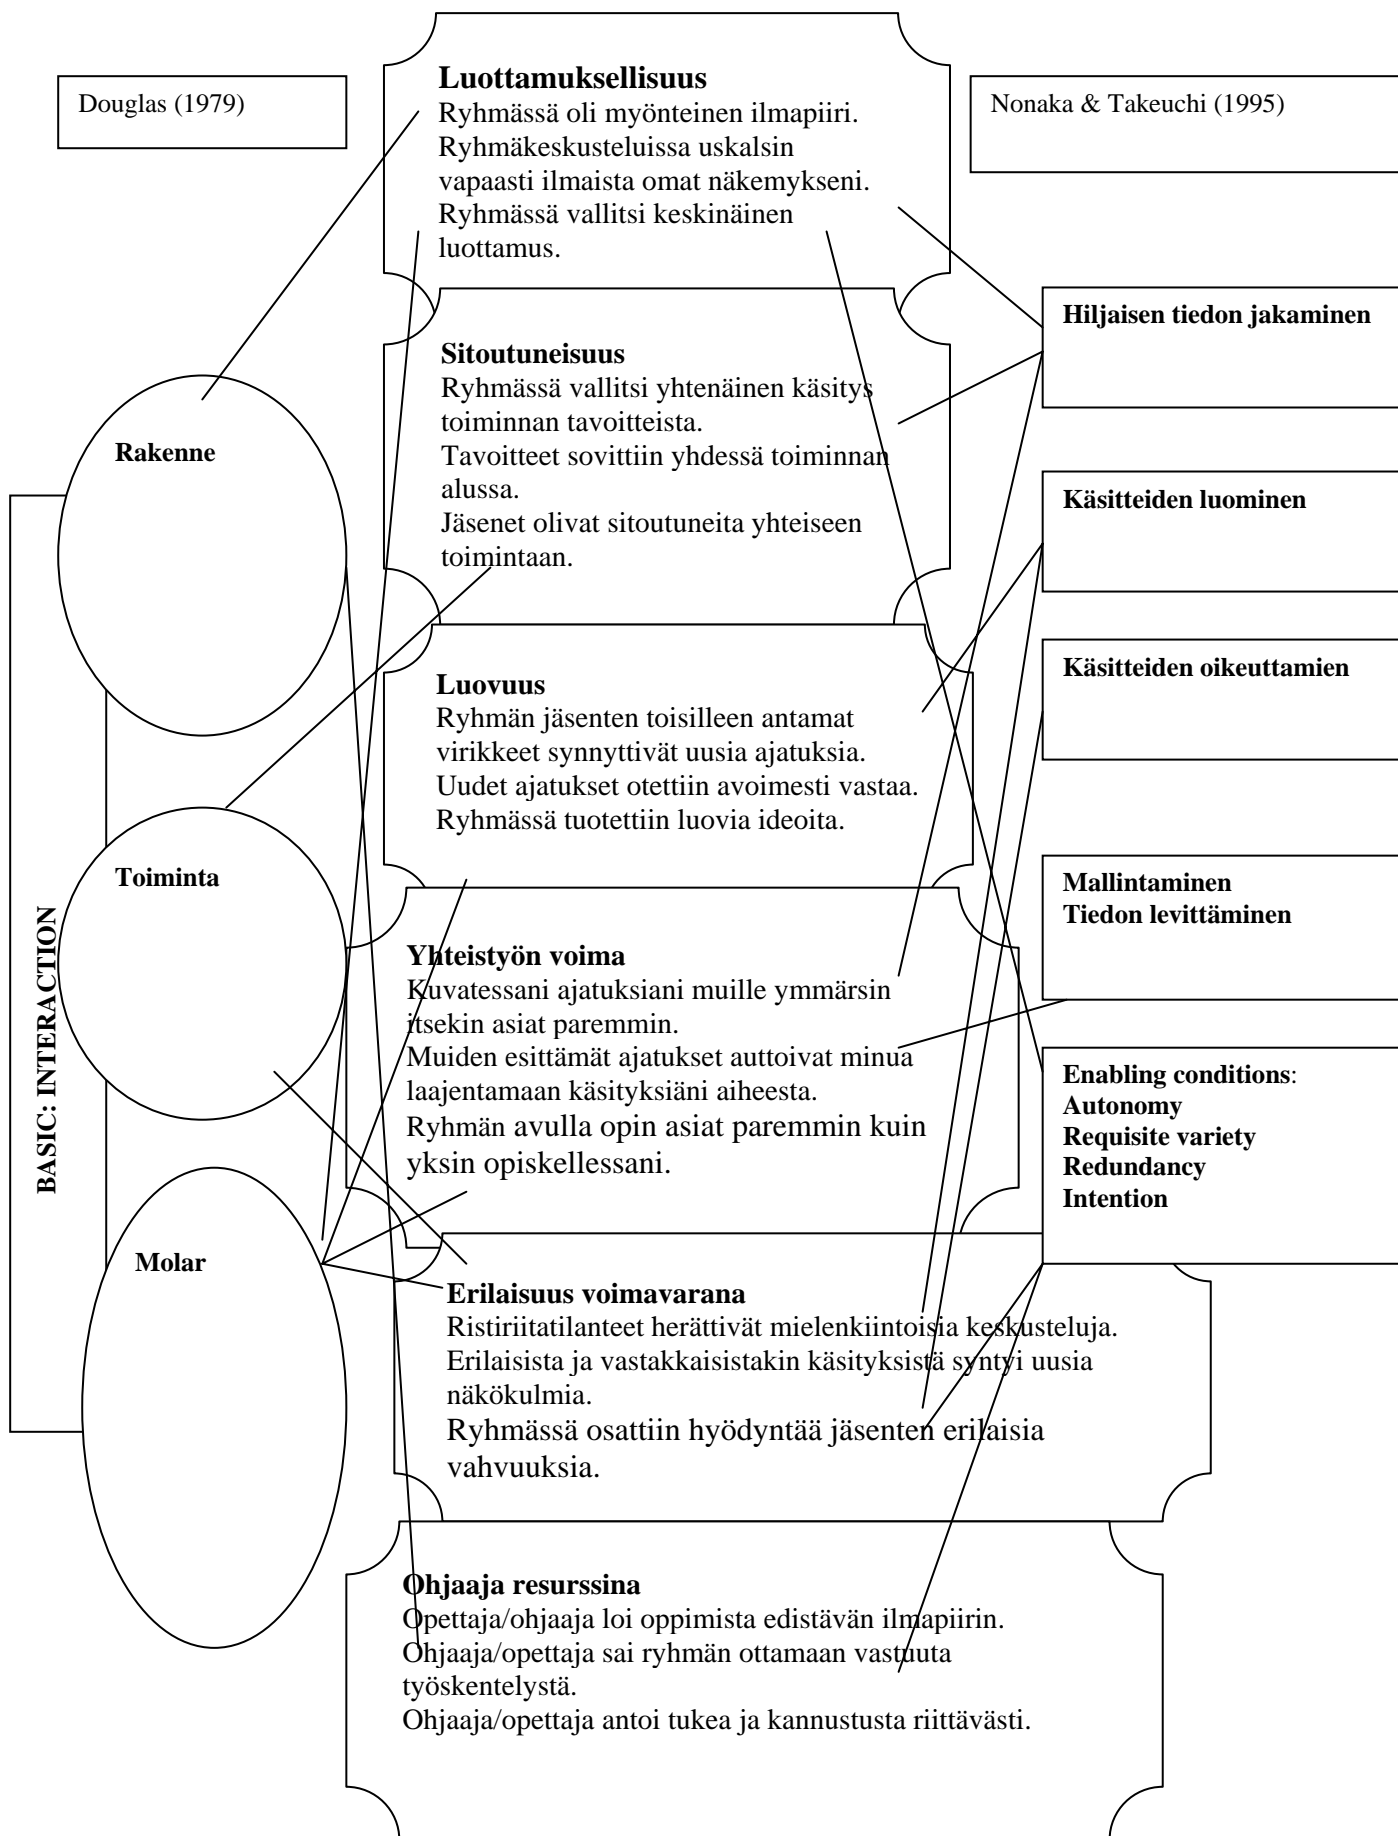 Douglas (1979)
Luottamuksellisuus
Ryhmässä oli myönteinen ilmapiiri.
Ryhmäkeskusteluissa uskalsin
vapaasti ilmaista omat näkemykseni.
Ryhmässä vallitsi keskinäinen
luottamus.
Nonaka & Takeuchi (1995)
Sitoutuneisuus
Ryhmässä vallitsi yhtenäinen käsitys
toiminnan tavoitteista.
Tavoitteet sovittiin yhdessä toiminnan
alussa.
Jäsenet olivat sitoutuneita yhteiseen
toimintaan.
Hiljaisen tiedon jakaminen
Rakenne
Käsitteiden luominen
Luovuus
Ryhmän jäsenten toisilleen antamat
virikkeet synnyttivät uusia ajatuksia.
Uudet ajatukset otettiin avoimesti vastaa.
Ryhmässä tuotettiin luovia ideoita.
Käsitteiden oikeuttamien
Toiminta
Mallintaminen
Tiedon levittäminen
BASIC: INTERACTION
Yhteistyön voima
Kuvatessani ajatuksiani muille ymmärsin
itsekin asiat paremmin.
Muiden esittämät ajatukset auttoivat minua
laajentamaan käsityksiäni aiheesta.
Ryhmän avulla opin asiat paremmin kuin
yksin opiskellessani.
Enabling conditions:
Autonomy
Requisite variety
Redundancy
Intention
Molar
Erilaisuus voimavarana
Ristiriitatilanteet herättivät mielenkiintoisia keskusteluja.
Erilaisista ja vastakkaisistakin käsityksistä syntyi uusia
näkökulmia.
Ryhmässä osattiin hyödyntää jäsenten erilaisia
vahvuuksia.
Ohjaaja resurssina
Opettaja/ohjaaja loi oppimista edistävän ilmapiirin.
Ohjaaja/opettaja sai ryhmän ottamaan vastuuta
työskentelystä.
Ohjaaja/opettaja antoi tukea ja kannustusta riittävästi.